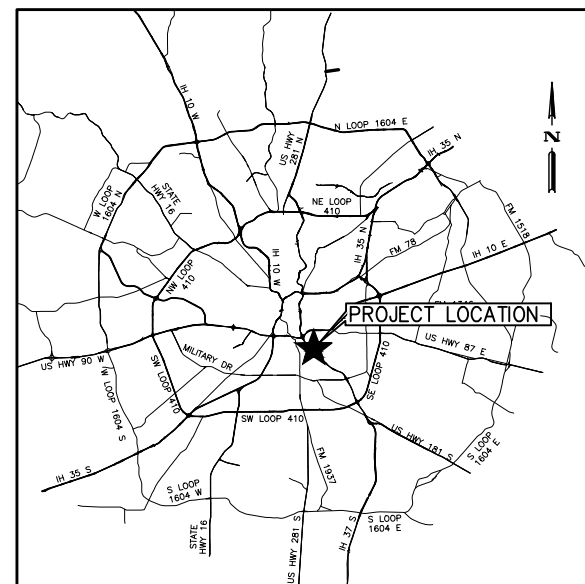 IH 10 W
US HWY
281 N
N LOOP 1604 E
IH 35 N
N
W LOOP
1604 N
STATE
HWY 16
NE LOOP
410
FM 1518
IH 35 N
FM 78
IH 10 E
IH 10 W
NW LOOP
410
PROJECT LOCATION
US HWY 87 E
US HWY 90 W
MILITARY DR
SW LOOP 410
SE LOOP 410
W LOOP 1604 S
SW LOOP 410
US HWY 181 S
S LOOP
1604 E
IH 35 S
FM 1937
S LOOP
1604 W
STATE
HWY 16
US HWY 281 S
IH 37 S
S LOOP
1604 E